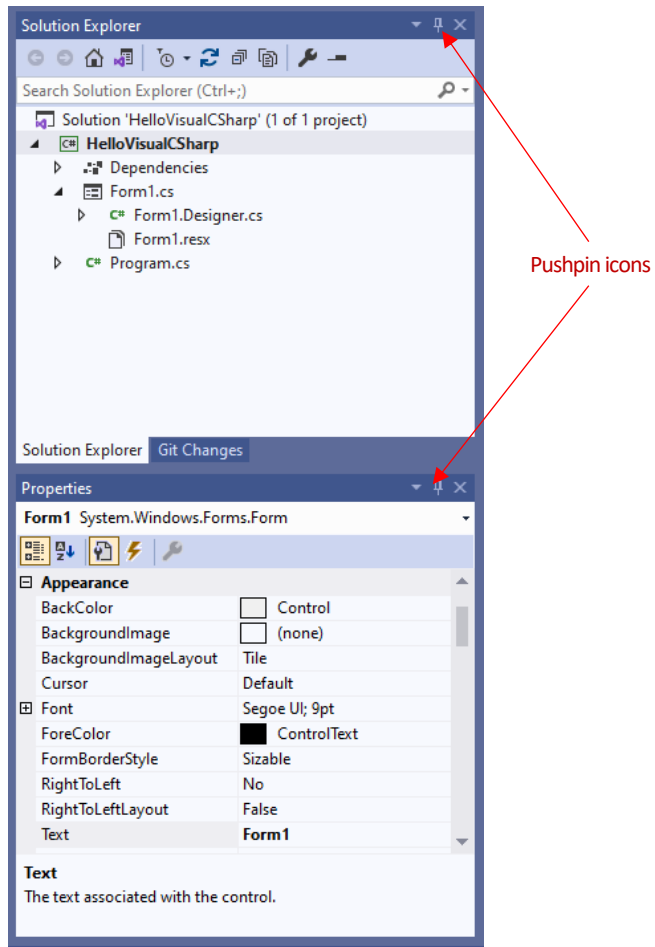 Solution Explorer
Search Solution Explorer (Ctrl+;)
Solution 'HelloVisualCSharp' (1 of 1 project)
C# HelloVisualCSharp
Dependencies
Form1.cs
C# Form1.Designer.cs
Form1.resx
C# Program.cs
Pushpin icons
Solution Explorer Git Changes
Properties
Form1 System.Windows.Forms.Form
Appearance
BackColor Control
BackgroundImage (none)
BackgroundImageLayout Tile
Cursor Default
Font Segoe UI; 9pt
ForeColor ControlText
FormBorderStyle Sizable
RightToLeft No
RightToLeftLayout False
Text Form1
Text
The text associated with the control.